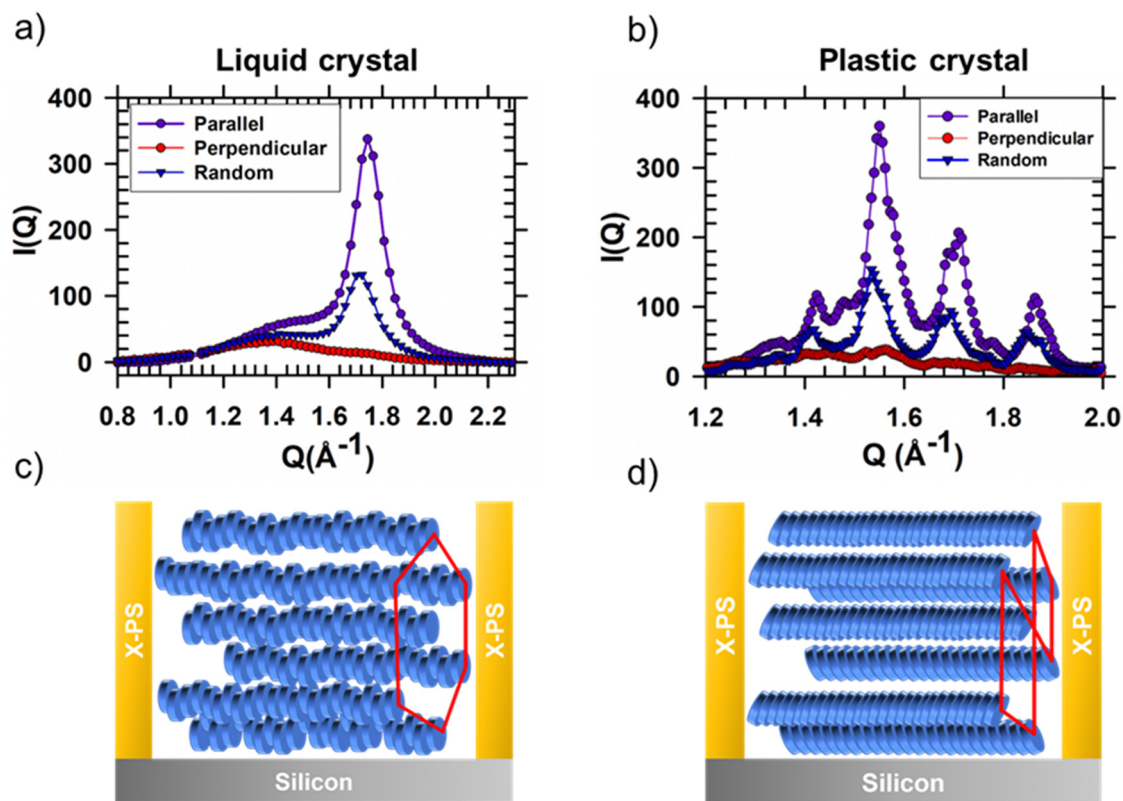 a)
Liquid crystal
400
300
200
100
0
I(Q)
Parallel
Perpendicular
Random
0.8 1.0 1.2 1.4 1.6 1.8 2.0 2.2
Q(Å-1)
b)
Plastic crystal
400
300
200
100
0
I(Q)
Parallel
Perpendicular
Random
1.2 1.4 1.6 1.8 2.0
Q (Å-1)
c)
X-PS
X-PS
Silicon
d)
X-PS
X-PS
Silicon